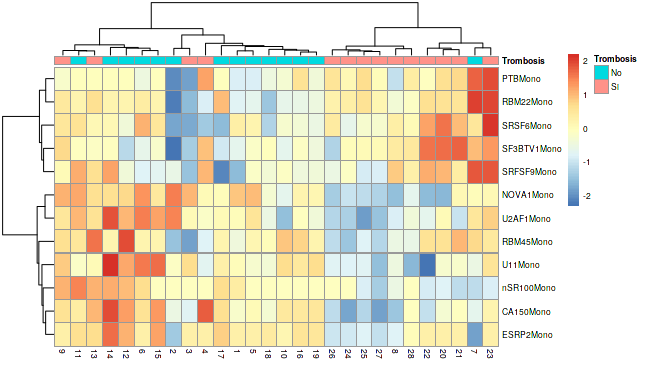 Trombosis
PTBMono
RBM22Mono
SRSF6Mono
SF3BTV1Mono
SRFSF9Mono
NOVA1Mono
U2AF1Mono
RBM45Mono
U11Mono
nSR100Mono
CA150Mono
ESRP2Mono
9 11 13 14 12 6 15 2 3 4 17 1 5 18 10 16 19 26 24 25 27 8 28 22 20 21 7 23
2
1
0
-1
-2
Trombosis
No
SI